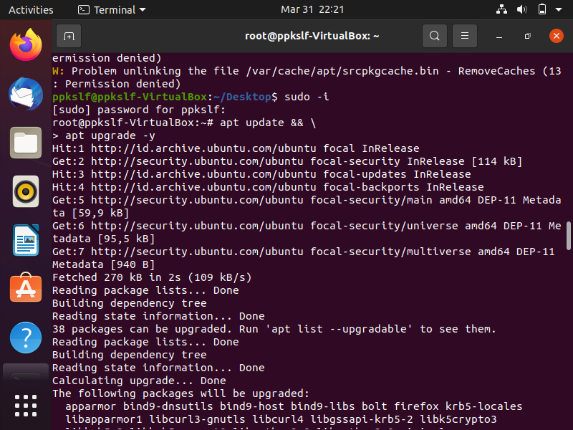 Activities
Terminal
Mar 31 22:21
root@ppkslf-VirtualBox: ~
ermission denied)
W: Problem unlinking the file /var/cache/apt/srcpkgcache.bin - RemoveCaches (13
: Permission denied)
ppkslf@ppkslf-VirtualBox:~/Desktop$ sudo -i
[sudo] password for ppkslf:
root@ppkslf-VirtualBox:~# apt update && \
> apt upgrade -y
Hit:1 http://id.archive.ubuntu.com/ubuntu focal InRelease
Get:2 http://security.ubuntu.com/ubuntu focal-security InRelease [114 kB]
Hit:3 http://id.archive.ubuntu.com/ubuntu focal-updates InRelease
Hit:4 http://id.archive.ubuntu.com/ubuntu focal-backports InRelease
Get:5 http://security.ubuntu.com/ubuntu focal-security/main amd64 DEP-11 Metada
ta [59,9 kB]
Get:6 http://security.ubuntu.com/ubuntu focal-security/universe amd64 DEP-11 Me
tadata [95,5 kB]
Get:7 http://security.ubuntu.com/ubuntu focal-security/multiverse amd64 DEP-11
Metadata [940 B]
Fetched 270 kB in 2s (109 kB/s)
Reading package lists... Done
Building dependency tree
Reading state information... Done
38 packages can be upgraded. Run 'apt list --upgradable' to see them.
Reading package lists... Done
Building dependency tree
Reading state information... Done
Calculating upgrade... Done
The following packages will be upgraded:
apparmor bind9-dnsutils bind9-host bind9-libs bolt firefox krb5-locales
libapparmor1 libcurl3-gnutls libcurl4 libgssapi-krb5-2 libk5crypto3